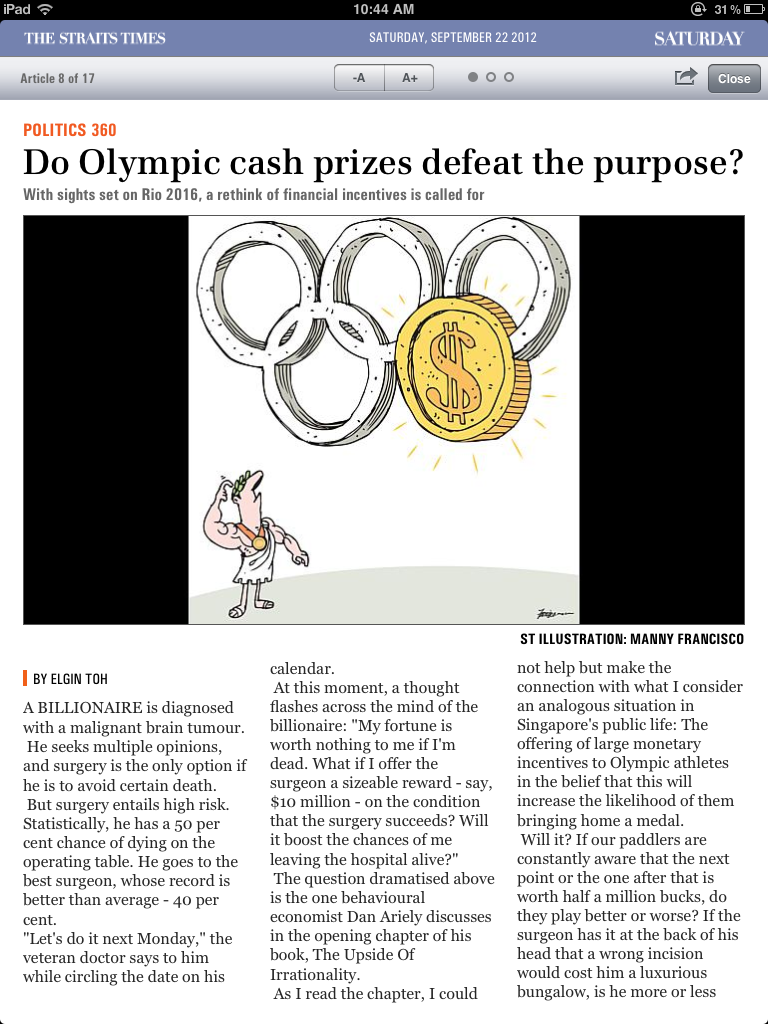 iPad 10:44 AM 31%
THE STRAITS TIMES SATURDAY, SEPTEMBER 22 2012 SATURDAY
Article 8 of 17 -A A+ Close
POLITICS 360
Do Olympic cash prizes defeat the purpose?
With sights set on Rio 2016, a rethink of financial incentives is called for
$
ST ILLUSTRATION: MANNY FRANCISCO
BY ELGIN TOH
A BILLIONAIRE is diagnosed
with a malignant brain tumour.
He seeks multiple opinions,
and surgery is the only option if
he is to avoid certain death.
But surgery entails high risk.
Statistically, he has a 50 per
cent chance of dying on the
operating table. He goes to the
best surgeon, whose record is
better than average - 40 per
cent.
"Let's do it next Monday," the
veteran doctor says to him
while circling the date on his
calendar.
At this moment, a thought
flashes across the mind of the
billionaire: "My fortune is
worth nothing to me if I'm
dead. What if I offer the
surgeon a sizeable reward - say,
$10 million - on the condition
that the surgery succeeds? Will
it boost the chances of me
leaving the hospital alive?"
The question dramatised above
is the one behavioural
economist Dan Ariely discusses
in the opening chapter of his
book, The Upside Of
Irrationality.
As I read the chapter, I could
not help but make the
connection with what I consider
an analogous situation in
Singapore's public life: The
offering of large monetary
incentives to Olympic athletes
in the belief that this will
increase the likelihood of them
bringing home a medal.
Will it? If our paddlers are
constantly aware that the next
point or the one after that is
worth half a million bucks, do
they play better or worse? If the
surgeon has it at the back of his
head that a wrong incision
would cost him a luxurious
bungalow, is he more or less